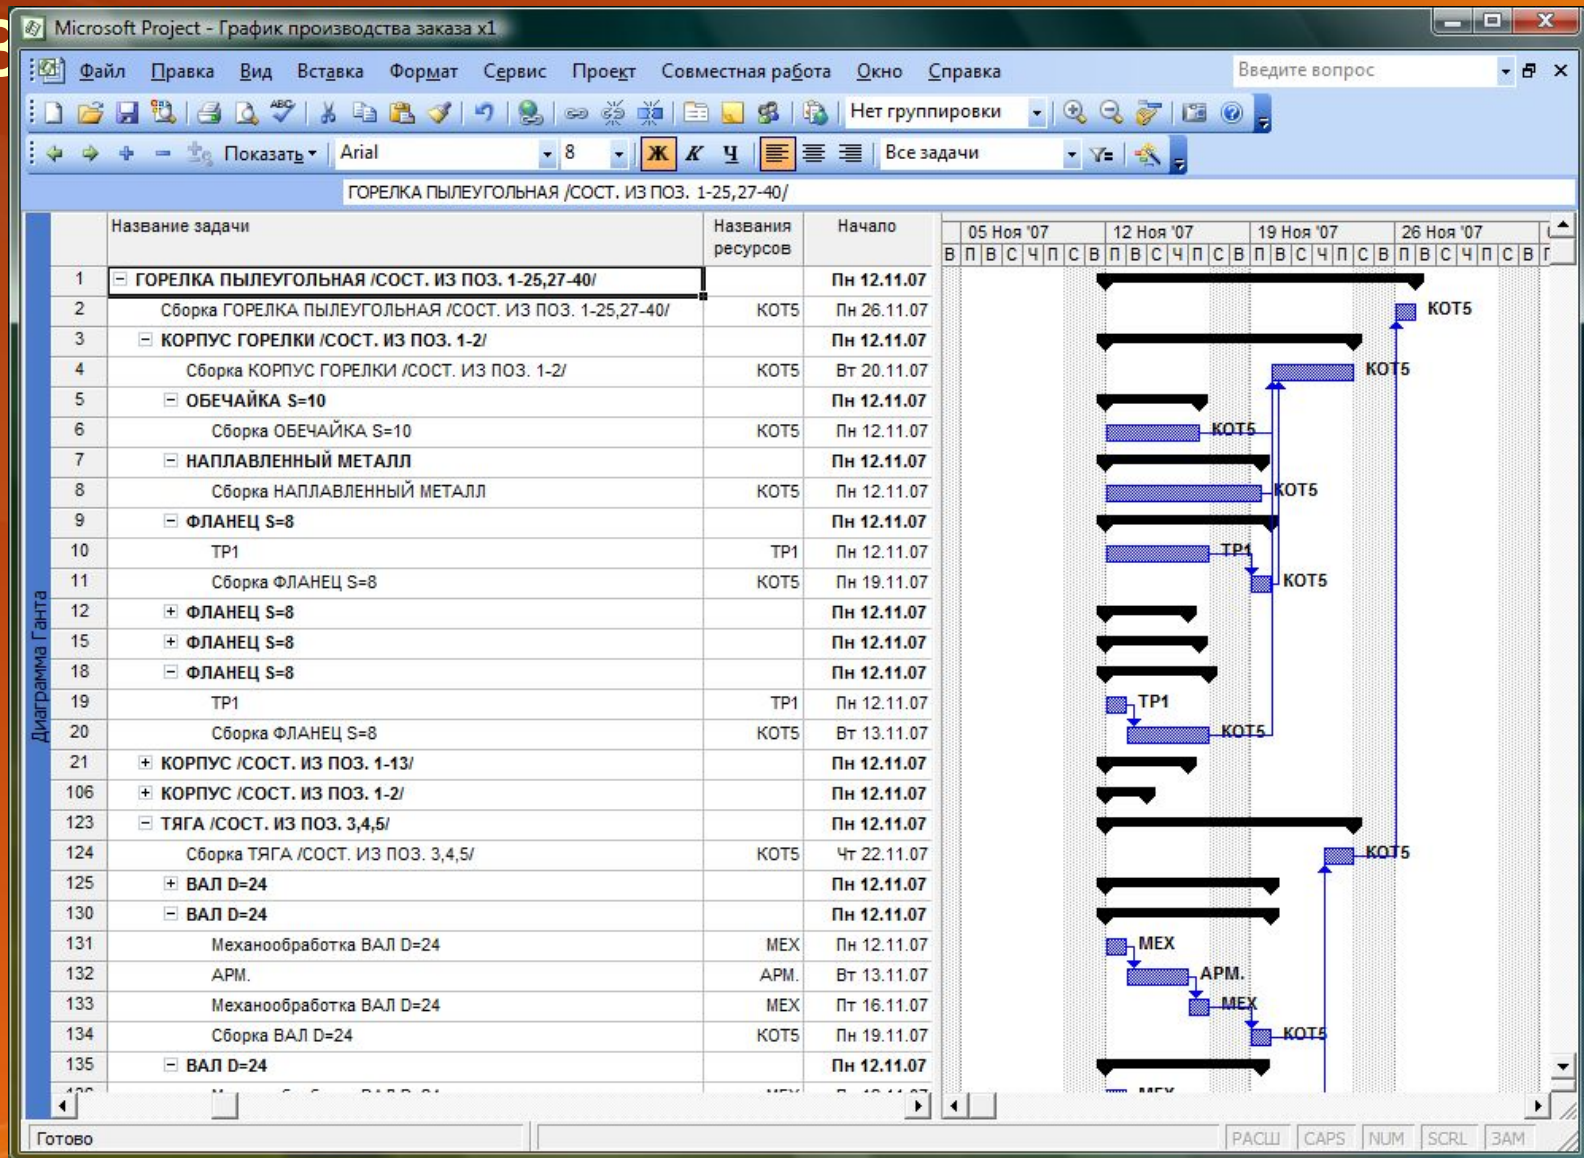 Microsoft Project - График производства заказа x1
Файл Правка Вид Вставка Формат Сервис Проект Совместная работа Окно Справка Введите вопрос
Нет группировки
Показать Arial 8 Ж К Ч Все задачи
ГОРЕЛКА ПЫЛЕУГОЛЬНАЯ /СОСТ. ИЗ ПОЗ. 1-25,27-40/
Название задачи Названия ресурсов Начало 05 Ноя '07 12 Ноя '07 19 Ноя '07 26 Ноя '07
В П В С Ч П С В П В С Ч П С В П В С Ч П С В П В С Ч П С В
1 ГОРЕЛКА ПЫЛЕУГОЛЬНАЯ /СОСТ. ИЗ ПОЗ. 1-25,27-40/ Пн 12.11.07
2 Сборка ГОРЕЛКА ПЫЛЕУГОЛЬНАЯ /СОСТ. ИЗ ПОЗ. 1-25,27-40/ КОТ5 Пн 26.11.07 КОТ5
3 КОРПУС ГОРЕЛКИ /СОСТ. ИЗ ПОЗ. 1-2/ Пн 12.11.07
4 Сборка КОРПУС ГОРЕЛКИ /СОСТ. ИЗ ПОЗ. 1-2/ КОТ5 Вт 20.11.07 КОТ5
5 ОБЕЧАЙКА S=10 Пн 12.11.07
6 Сборка ОБЕЧАЙКА S=10 КОТ5 Пн 12.11.07 КОТ5
7 НАПЛАВЛЕННЫЙ МЕТАЛЛ Пн 12.11.07
8 Сборка НАПЛАВЛЕННЫЙ МЕТАЛЛ КОТ5 Пн 12.11.07 КОТ5
9 ФЛАНЕЦ S=8 Пн 12.11.07
10 ТР1 ТР1 Пн 12.11.07 ТР1
11 Сборка ФЛАНЕЦ S=8 КОТ5 Пн 19.11.07 КОТ5
12 ФЛАНЕЦ S=8 Пн 12.11.07
15 ФЛАНЕЦ S=8 Пн 12.11.07
18 ФЛАНЕЦ S=8 Пн 12.11.07
19 ТР1 ТР1 Пн 12.11.07 ТР1
20 Сборка ФЛАНЕЦ S=8 КОТ5 Вт 13.11.07 КОТ5
21 КОРПУС /СОСТ. ИЗ ПОЗ. 1-13/ Пн 12.11.07
106 КОРПУС /СОСТ. ИЗ ПОЗ. 1-2/ Пн 12.11.07
123 ТЯГА /СОСТ. ИЗ ПОЗ. 3,4,5/ Пн 12.11.07
124 Сборка ТЯГА /СОСТ. ИЗ ПОЗ. 3,4,5/ КОТ5 Чт 22.11.07 КОТ5
125 ВАЛ D=24 Пн 12.11.07
130 ВАЛ D=24 Пн 12.11.07
131 Механообработка ВАЛ D=24 МЕХ Пн 12.11.07 МЕХ
132 АРМ. АРМ. Вт 13.11.07 АРМ.
133 Механообработка ВАЛ D=24 МЕХ Пт 16.11.07 МЕХ
134 Сборка ВАЛ D=24 КОТ5 Пн 19.11.07 КОТ5
135 ВАЛ D=24 Пн 12.11.07
Диаграмма Ганта
Готово РАСШ CAPS NUM SCRL ЗАМ